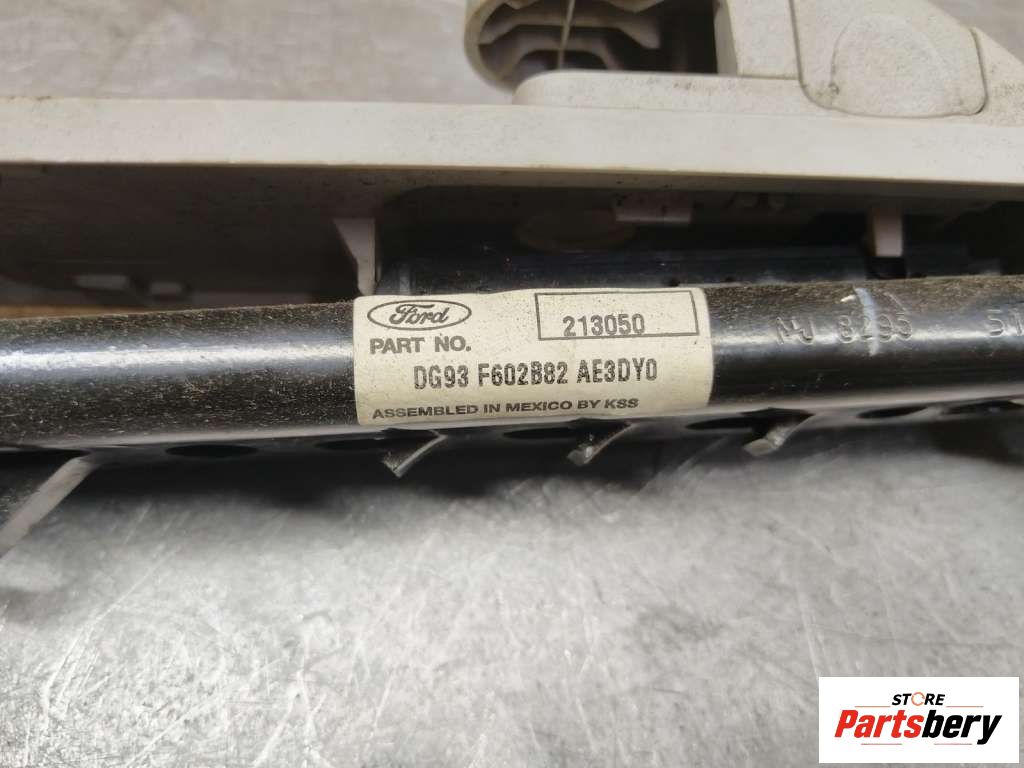 Ford
213050
PART NO.
DG93 F602B82 AE3DY0
ASSEMBLED IN MEXICO BY KSS
STORE
Partsbery